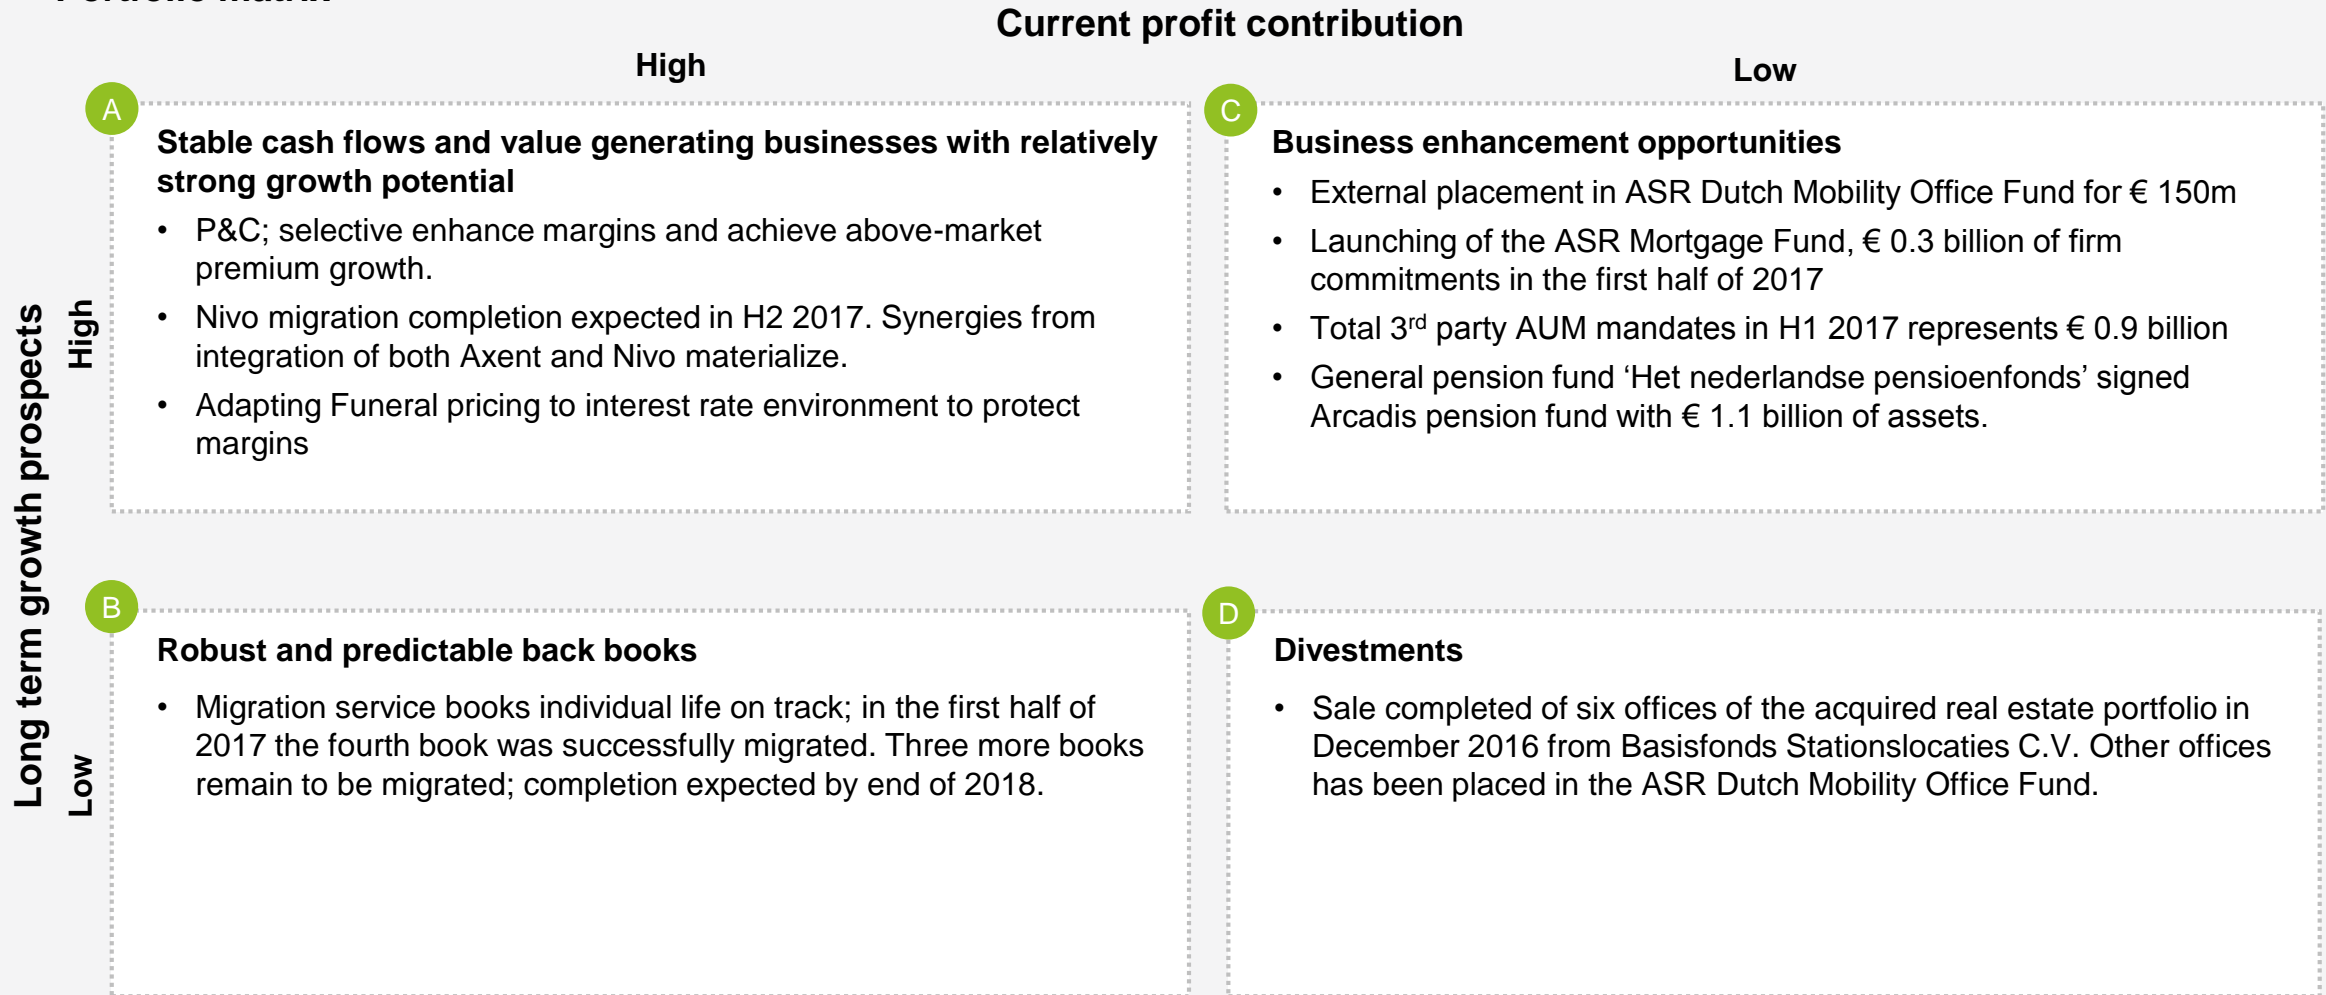 Portfolio matrix
Current profit contribution
High
Low
Long term growth prospects
High
Low
A
Stable cash flows and value generating businesses with relatively
strong growth potential
• P&C; selective enhance margins and achieve above-market
premium growth.
• Nivo migration completion expected in H2 2017. Synergies from
integration of both Axent and Nivo materialize.
• Adapting Funeral pricing to interest rate environment to protect
margins
C
Business enhancement opportunities
• External placement in ASR Dutch Mobility Office Fund for € 150m
• Launching of the ASR Mortgage Fund, € 0.3 billion of firm
commitments in the first half of 2017
• Total 3rd party AUM mandates in H1 2017 represents € 0.9 billion
• General pension fund ‘Het nederlandse pensioenfonds’ signed
Arcadis pension fund with € 1.1 billion of assets.
B
Robust and predictable back books
• Migration service books individual life on track; in the first half of
2017 the fourth book was successfully migrated. Three more books
remain to be migrated; completion expected by end of 2018.
D
Divestments
• Sale completed of six offices of the acquired real estate portfolio in
December 2016 from Basisfonds Stationslocaties C.V. Other offices
has been placed in the ASR Dutch Mobility Office Fund.